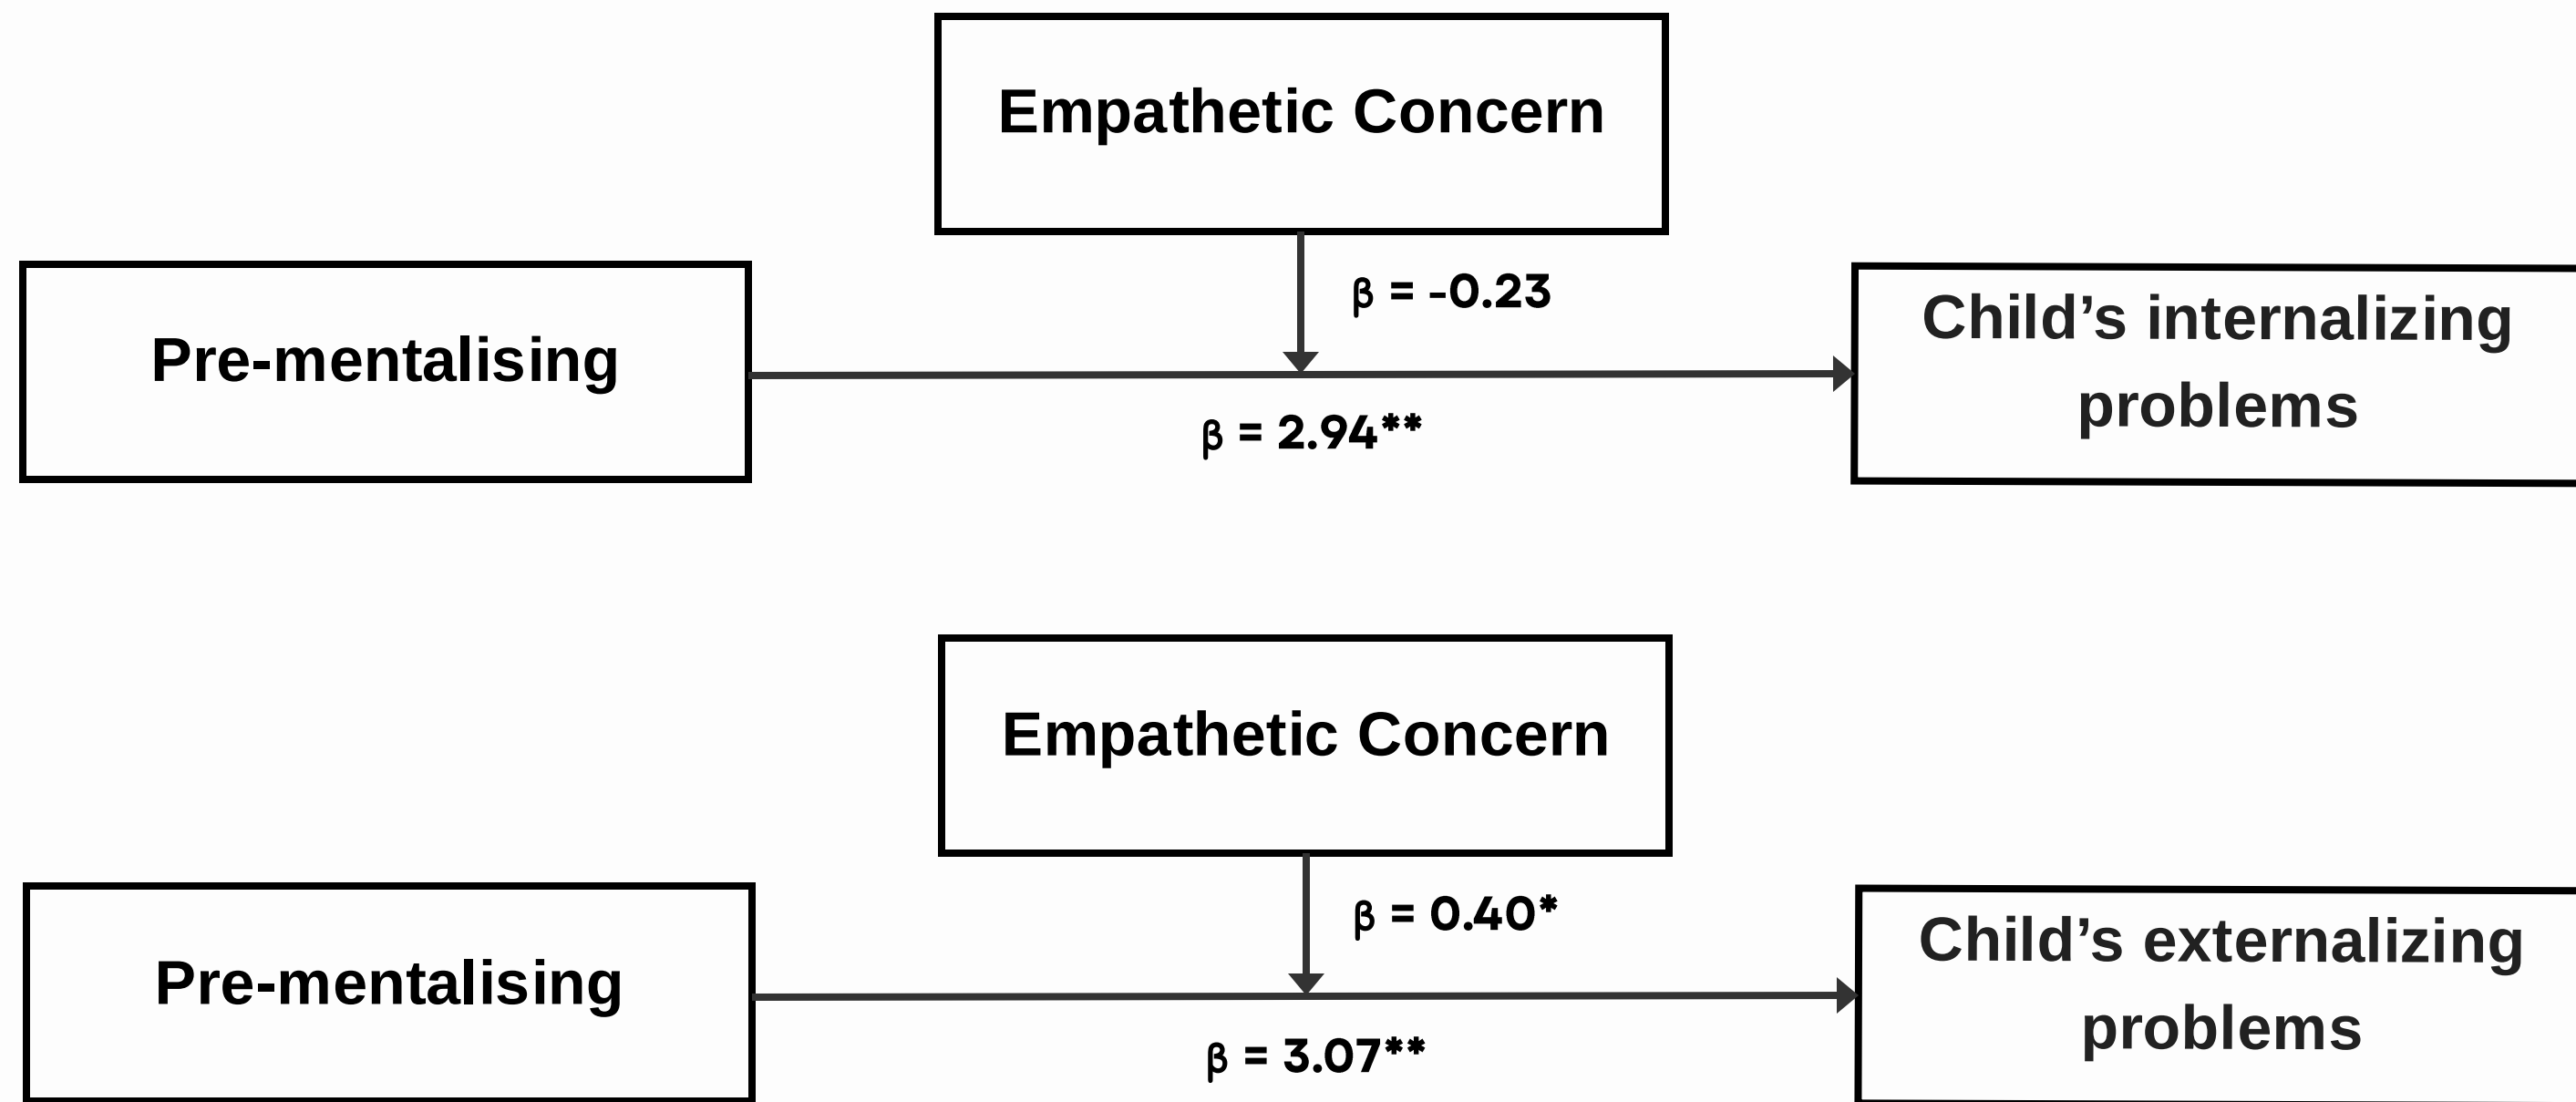 Empathetic Concern
β = -0.23
Pre-mentalising
Child’s internalizing
problems
β = 2.94**
Empathetic Concern
β = 0.40*
Pre-mentalising
Child’s externalizing
problems
β = 3.07**